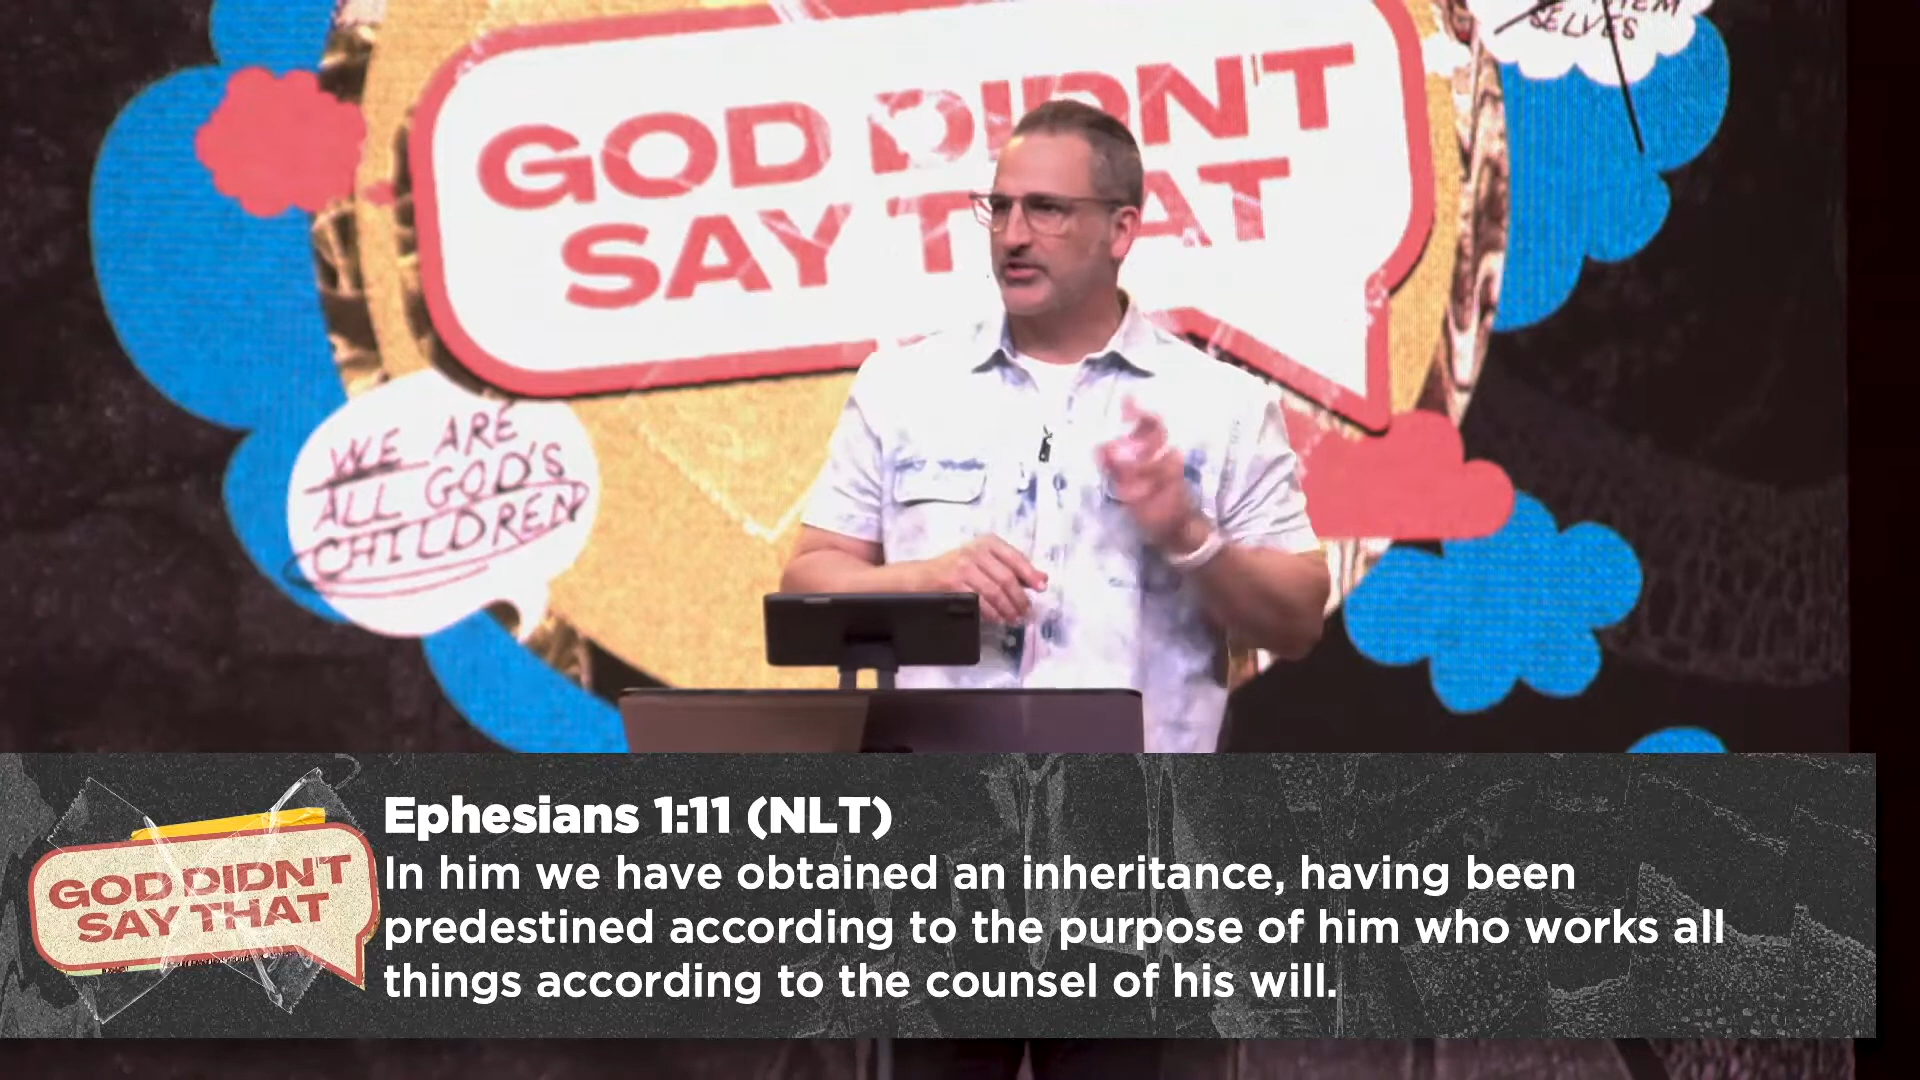 SELVES
GOD DIDN'T
SAY THAT
WE ARE
ALL GOD'S
CHILDREN
Ephesians 1:11 (NLT)
In him we have obtained an inheritance, having been
predestined according to the purpose of him who works all
things according to the counsel of his will.
GOD DIDN'T
SAY THAT